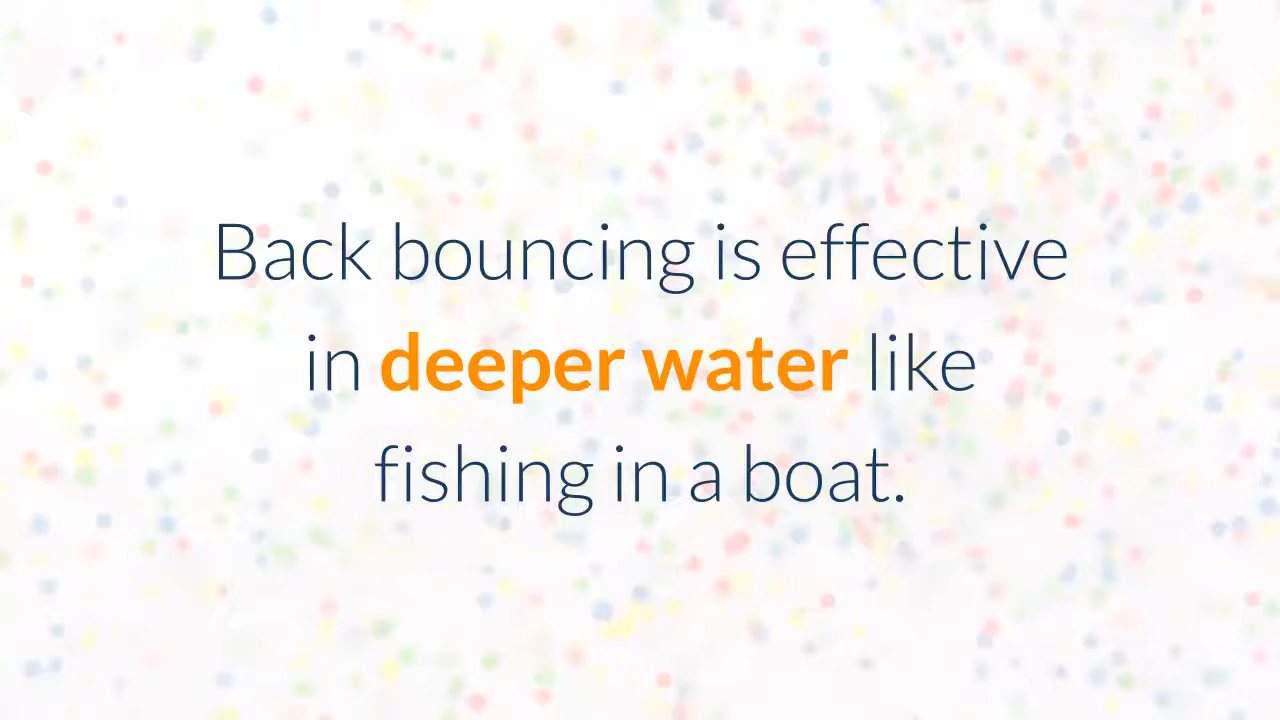 Back bouncing is effective
in deeper water like
fishing in a boat.